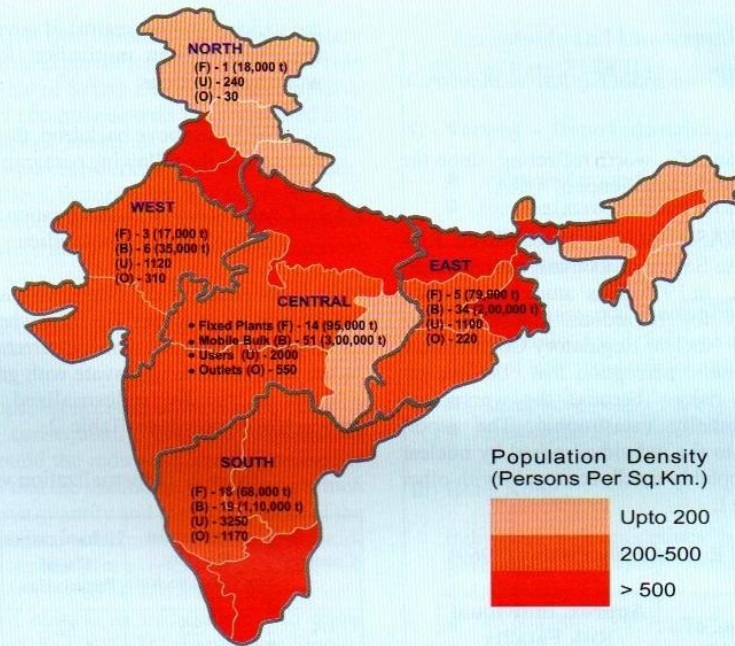 NORTH
(F) - 1 (18,000 t)
(U) - 240
(O) - 30
WEST
(F) - 3 (17,000 t)
(B) - 6 (35,000 t)
(U) - 1120
(O) - 310
EAST
(F) - 5 (79,000 t)
(B) - 34 (2,00,000 t)
(U) - 1100
(O) - 220
CENTRAL
• Fixed Plants (F) - 14 (95,000 t)
• Mobile Bulk (B) - 51 (3,00,000 t)
• Users (U) - 2000
• Outlets (O) - 550
SOUTH
(F) - 18 (68,000 t)
(B) - 19 (1,10,000 t)
(U) - 3250
(O) - 1170
Population Density
(Persons Per Sq.Km.)
Upto 200
200-500
> 500